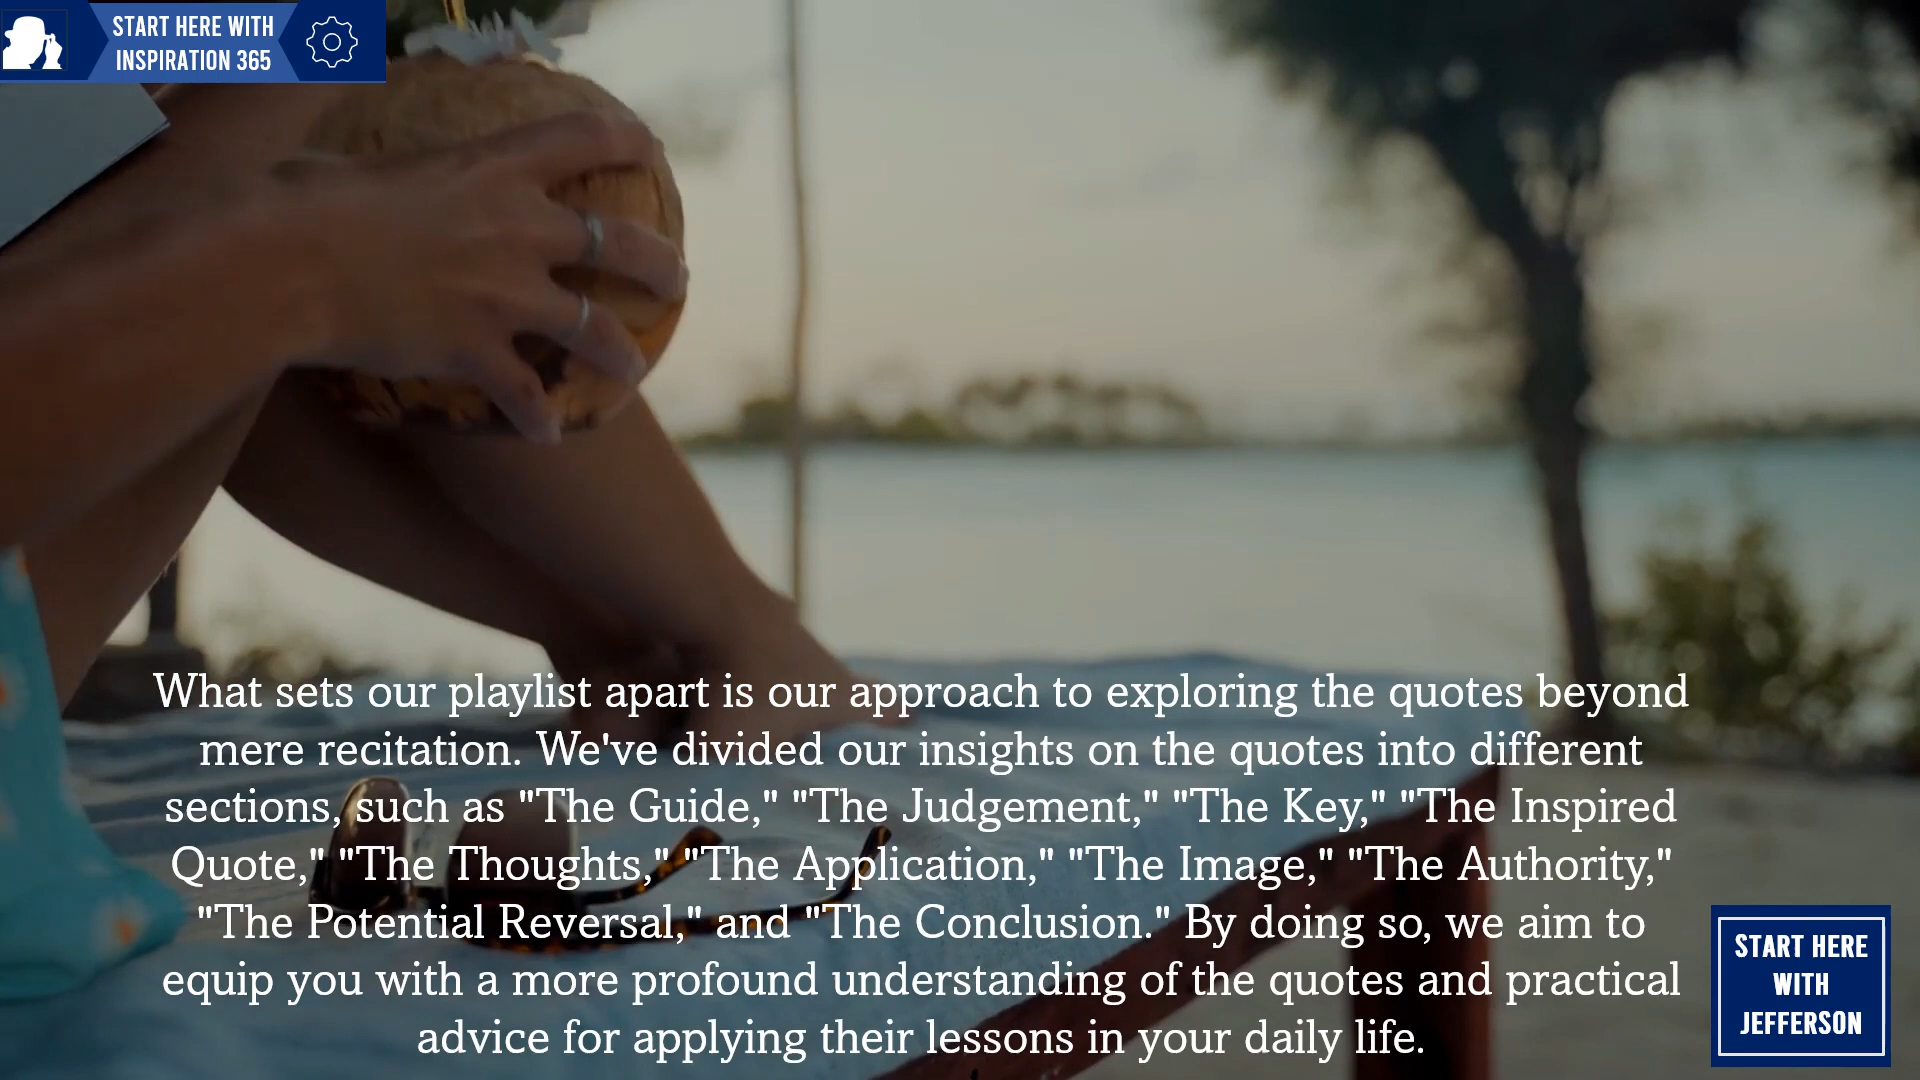 START HERE WITH
INSPIRATION 365
What sets our playlist apart is our approach to exploring the quotes beyond
mere recitation. We've divided our insights on the quotes into different
sections, such as "The Guide," "The Judgement," "The Key," "The Inspired
Quote," "The Thoughts," "The Application," "The Image," "The Authority,"
"The Potential Reversal," and "The Conclusion." By doing so, we aim to
equip you with a more profound understanding of the quotes and practical
advice for applying their lessons in your daily life.
START HERE
WITH
JEFFERSON